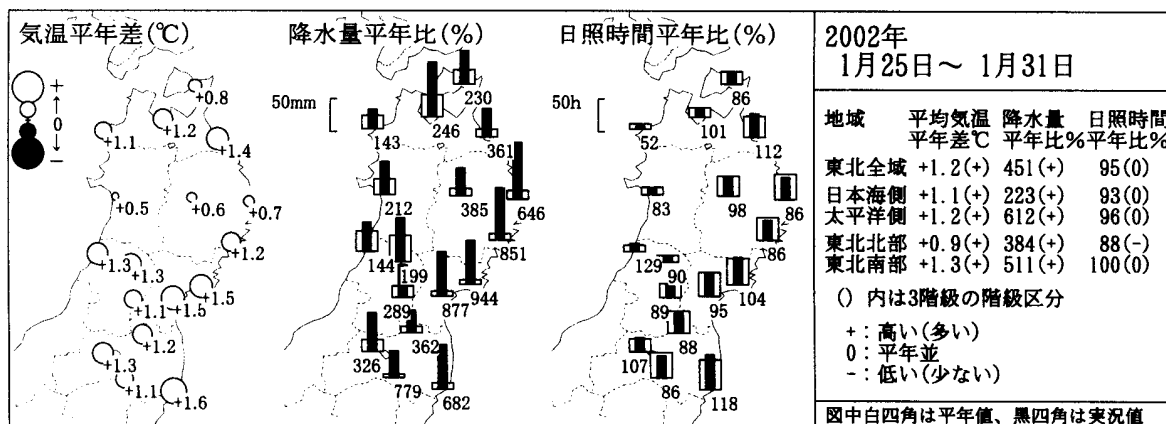 気温平年差(℃)
+
↑
0
↓
-
+0.8
+1.2
+1.1
+1.4
+0.5
+0.6
+0.7
+1.2
+1.3
+1.3
+1.5
+1.1
+1.5
+1.2
+1.3
+1.1
+1.6
降水量平年比(%)
50mm
230
246
143
361
212
385
646
144
199
851
944
289
877
362
326
779
682
日照時間平年比(%)
50h
86
101
52
112
83
98
86
86
129
90
104
89
95
88
107
86
118
2002年
1月25日～ 1月31日
地域 平均気温 降水量 日照時間
平年差℃ 平年比% 平年比%
東北全域 +1.2(+) 451(+) 95(0)
日本海側 +1.1(+) 223(+) 93(0)
太平洋側 +1.2(+) 612(+) 96(0)
東北北部 +0.9(+) 384(+) 88(-)
東北南部 +1.3(+) 511(+) 100(0)
() 内は3階級の階級区分
+：高い(多い)
0：平年並
-：低い(少ない)
図中白四角は平年値、黒四角は実況値